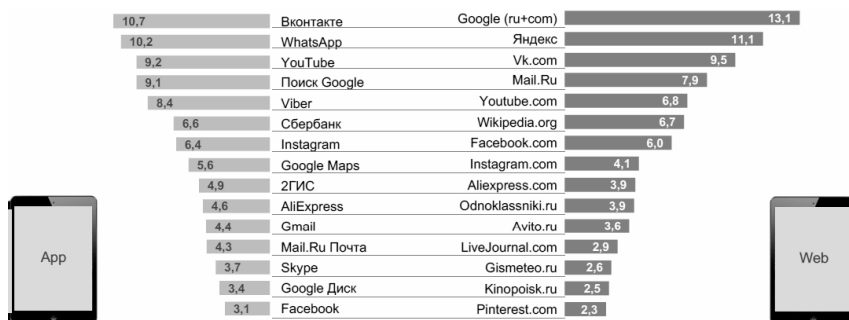 10,7 Вконтакте Google (ru+com) 13,1
10,2 WhatsApp Яндекс 11,1
9,2 YouTube Vk.com 9,5
9,1 Поиск Google Mail.Ru 7,9
8,4 Viber Youtube.com 6,8
6,6 Сбербанк Wikipedia.org 6,7
6,4 Instagram Facebook.com 6,0
5,6 Google Maps Instagram.com 4,1
4,9 2ГИС Aliexpress.com 3,9
4,6 AliExpress Odnoklassniki.ru 3,9
4,4 Gmail Avito.ru 3,6
4,3 Mail.Ru Почта LiveJournal.com 2,9
App 3,7 Skype Gismeteo.ru 2,6 Web
3,4 Google Диск Kinopoisk.ru 2,5
3,1 Facebook Pinterest.com 2,3